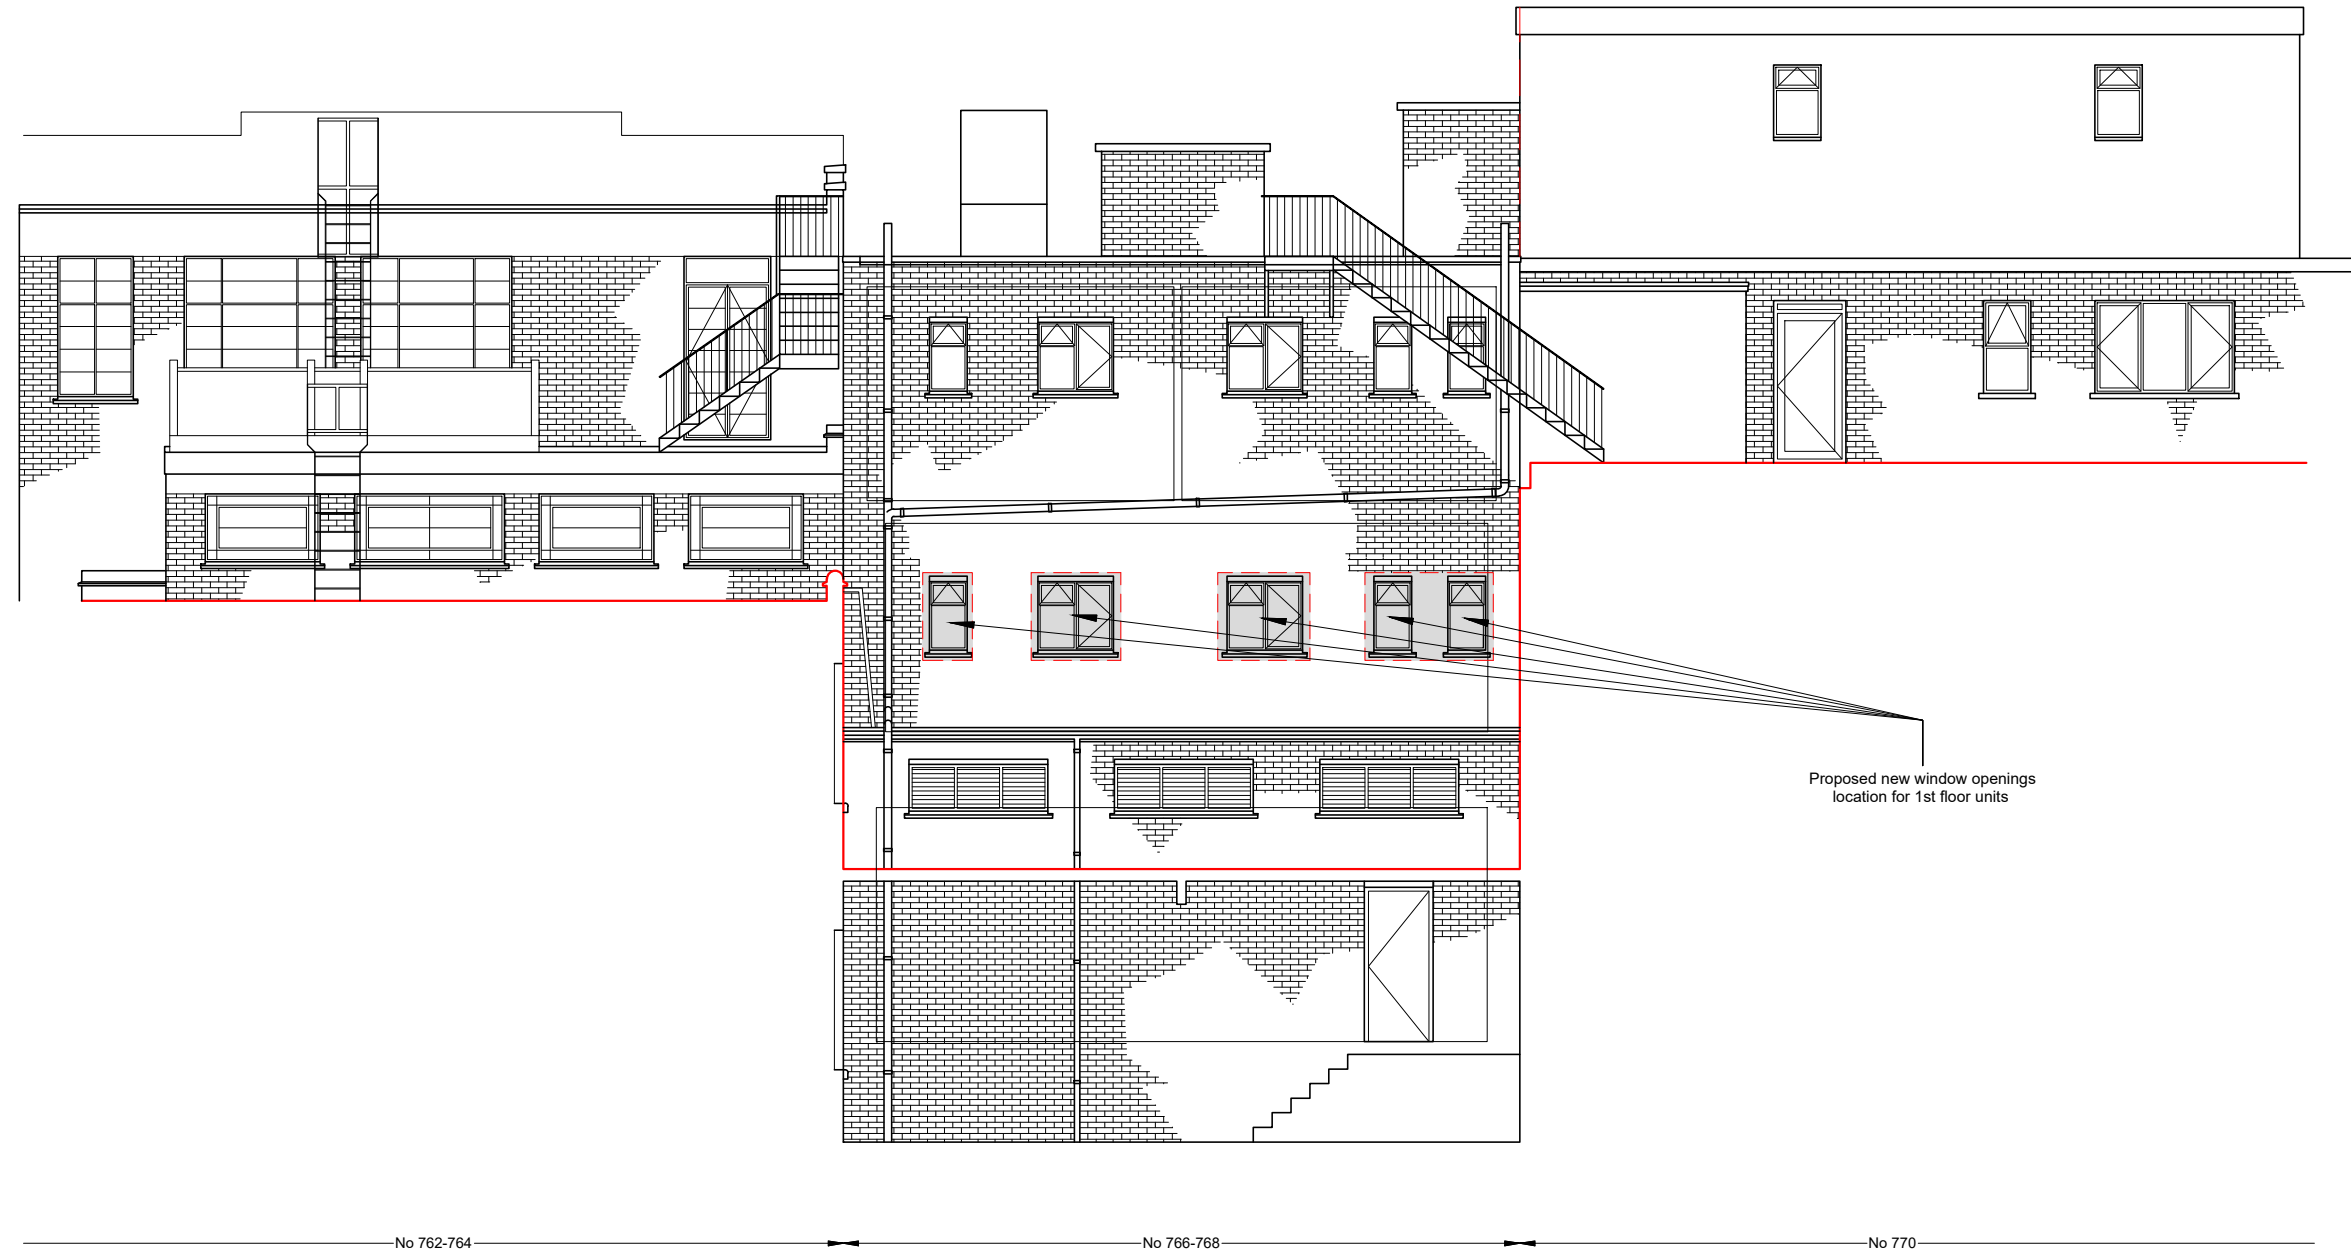 Proposed new window openings
location for 1st floor units
No 762-764
No 766-768
No 770